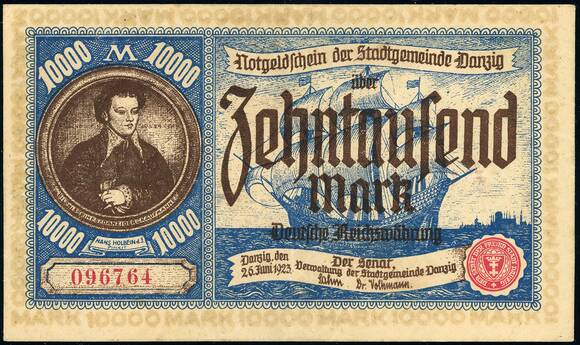 10000 M 10000
HANS HOLBEIN
10000 10000
096764
Notgeldschein der Stadtgemeinde Danzig
über
Zehntausend
Mark
Deutsche Reichswährung
Danzig, den
26. Juni 1923.
Der Senat,
Verwaltung der Stadtgemeinde Danzig
Sahm Dr. Volkmann.